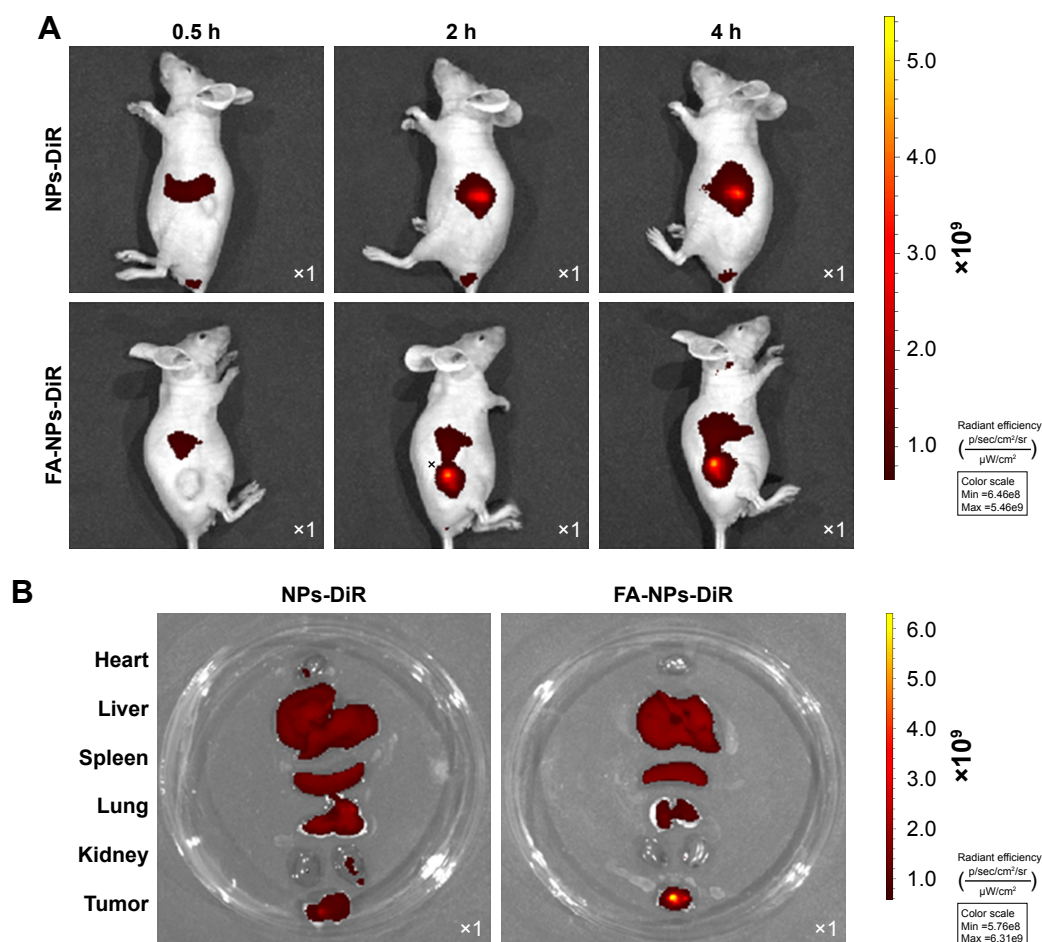 A
0.5 h
2 h
4 h
NPs-DiR
×1
×1
×1
FA-NPs-DiR
×1
×
×1
×1
5.0
4.0
3.0
2.0
1.0
×10⁹
Radiant efficiency
(p/sec/cm²/sr
µW/cm²)
Color scale
Min =6.46e8
Max =5.46e9
B
NPs-DiR
FA-NPs-DiR
Heart
Liver
Spleen
Lung
Kidney
Tumor
×1
×1
6.0
5.0
4.0
3.0
2.0
1.0
×10⁹
Radiant efficiency
(p/sec/cm²/sr
µW/cm²)
Color scale
Min =5.76e8
Max =6.31e9